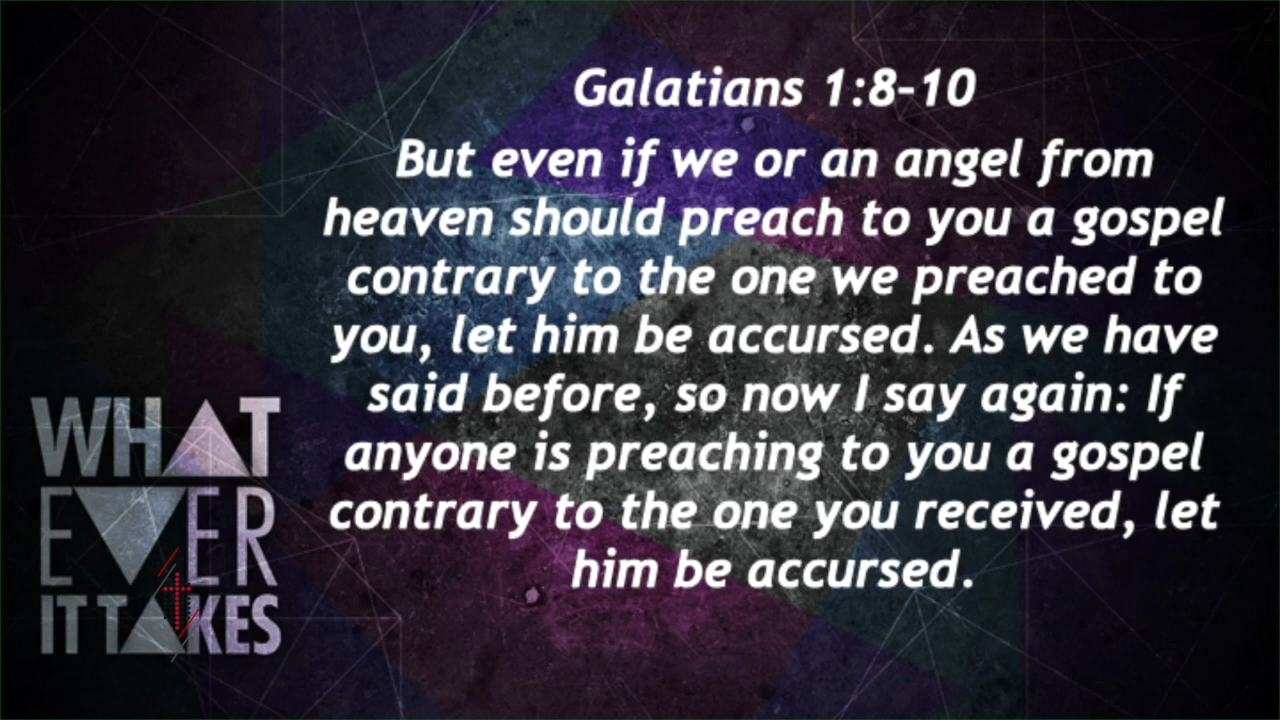 Galatians 1:8-10
But even if we or an angel from
heaven should preach to you a gospel
contrary to the one we preached to
you, let him be accursed. As we have
said before, so now I say again: If
anyone is preaching to you a gospel
contrary to the one you received, let
him be accursed.
WHAT
EVER
IT TAKES